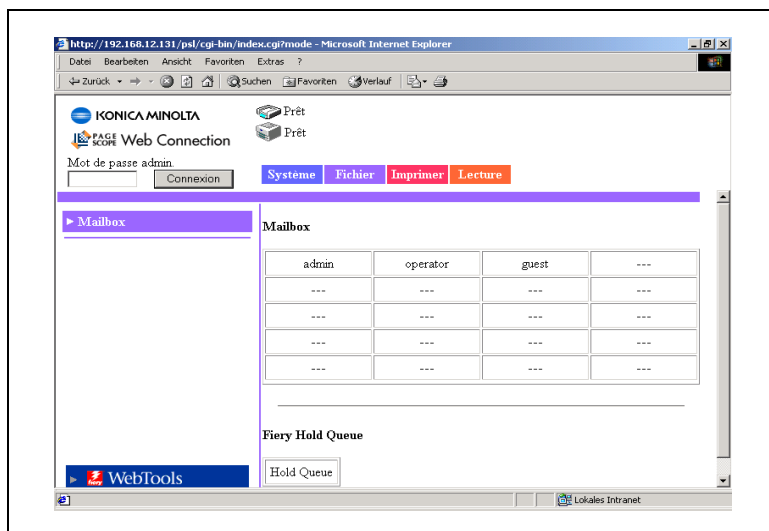 http://192.168.12.131/psl/cgi-bin/index.cgi?mode - Microsoft Internet Explorer
Datei Bearbeiten Ansicht Favoriten Extras ?
Zurück Suchen Favoriten Verlauf
KONICA MINOLTA
PAGE SCOPE Web Connection
Prêt
Prêt
Mot de passe admin.
Connexion
Système Fichier Imprimer Lecture
Mailbox
Mailbox
admin operator guest ---
--- --- --- ---
--- --- --- ---
--- --- --- ---
--- --- --- ---
Fiery Hold Queue
Hold Queue
fiery WebTools
Lokales Intranet